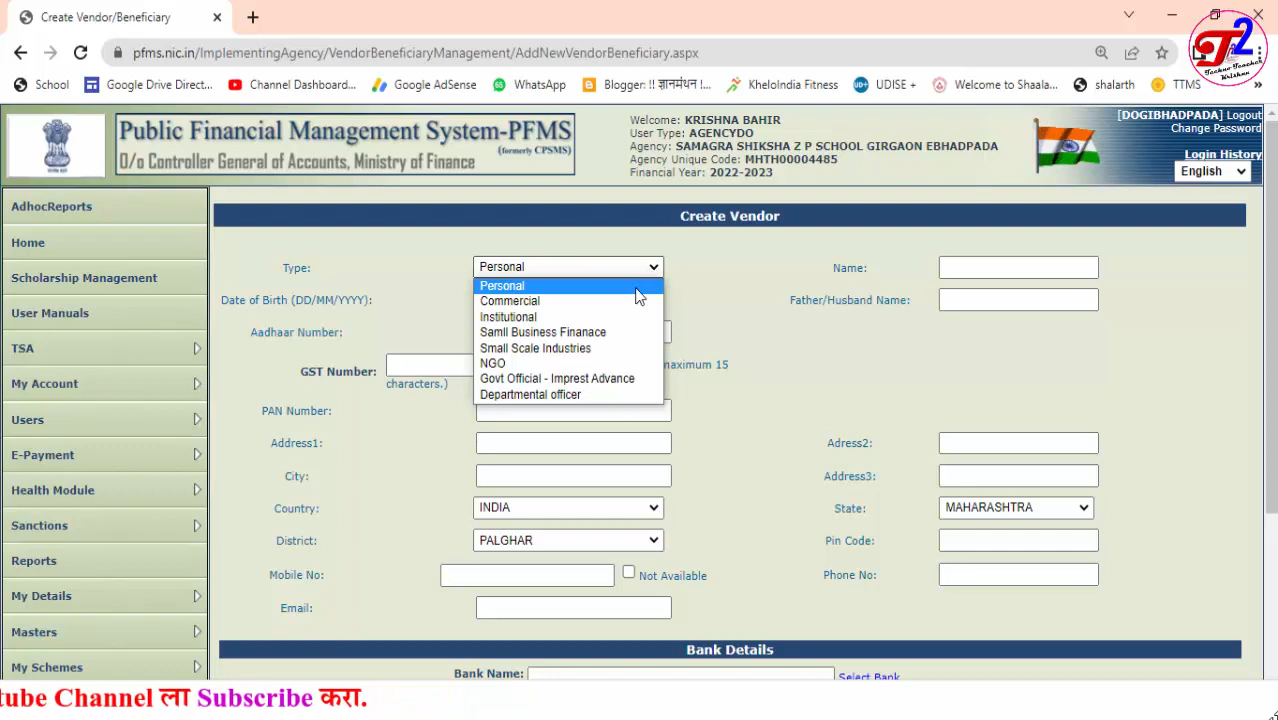 Create Vendor/Beneficiary
pfms.nic.in/ImplementingAgency/VendorBeneficiaryManagement/AddNewVendorBeneficiary.aspx
School
Google Drive Direct...
Channel Dashboard...
Google AdSense
WhatsApp
Blogger: !! ज्ञानमंथन !!...
KheloIndia Fitness
UDISE +
Welcome to Shaala...
shalarth
TTMS
»
T2
Techno Teacher
Krishna
Public Financial Management System-PFMS
(formerly CPSMS)
O/o Controller General of Accounts, Ministry of Finance
Welcome: KRISHNA BAHIR
User Type: AGENCYDO
Agency: SAMAGRA SHIKSHA Z P SCHOOL GIRGAON EBHADPADA
Agency Unique Code: MHTH00004485
Financial Year: 2022-2023
[DOGIBHADPADA] Logout
Change Password
Login History
English
AdhocReports
Home
Scholarship Management
User Manuals
TSA
My Account
Users
E-Payment
Health Module
Sanctions
Reports
My Details
Masters
My Schemes
Create Vendor
Type: Personal Name:
Personal
Commercial
Institutional
Samll Business Finanace
Small Scale Industries
NGO
Govt Official - Imprest Advance
Departmental officer
Date of Birth (DD/MM/YYYY): Father/Husband Name:
Aadhaar Number:
GST Number: maximum 15
characters.)
PAN Number:
Address1: Adress2:
City: Address3:
Country: INDIA State: MAHARASHTRA
District: PALGHAR Pin Code:
Mobile No: Not Available Phone No:
Email:
Bank Details
Bank Name: Select Bank
tube Channel ला Subscribe करा.